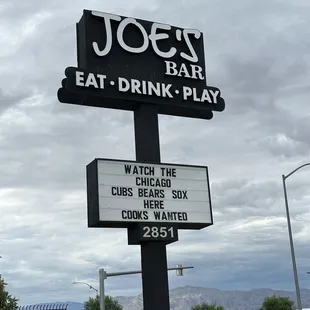 JOE'S
BAR
EAT · DRINK · PLAY
WATCH THE
CHICAGO
CUBS BEARS SOX
HERE
COOKS WANTED
2851